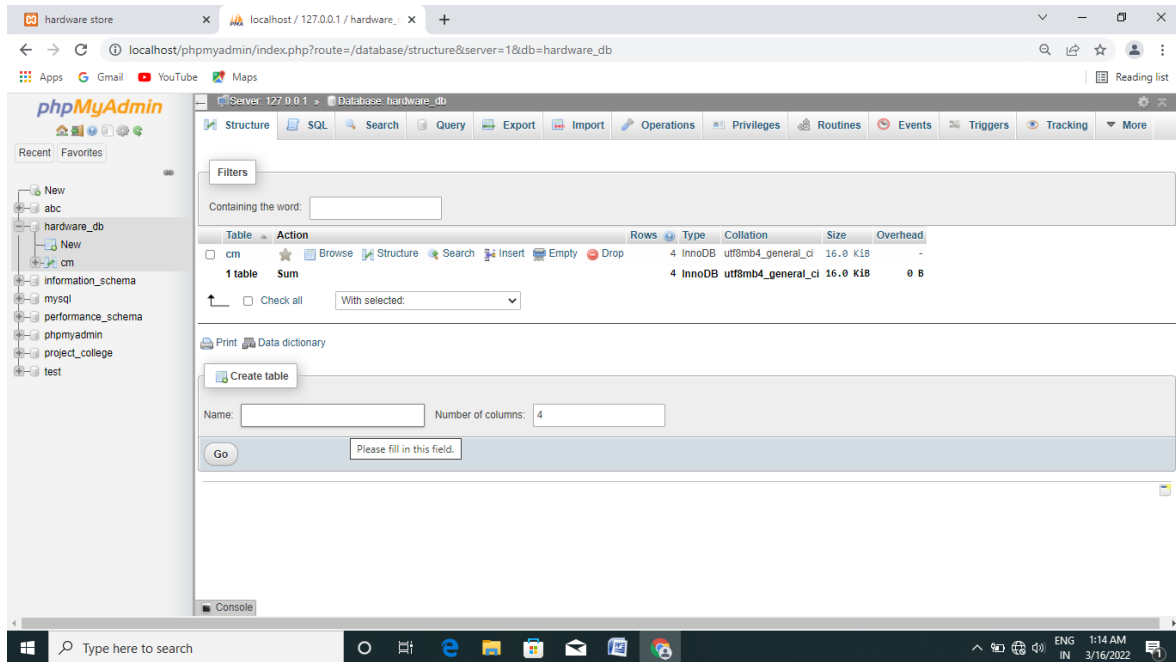 hardware store
localhost / 127.0.0.1 / hardware_
localhost/phpmyadmin/index.php?route=/database/structure&server=1&db=hardware_db
Apps Gmail YouTube Maps Reading list
phpMyAdmin
Recent Favorites
New
abc
hardware_db
New
cm
information_schema
mysql
performance_schema
phpmyadmin
project_college
test
Server: 127.0.0.1 » Database: hardware_db
Structure SQL Search Query Export Import Operations Privileges Routines Events Triggers Tracking More
Filters
Containing the word:
Table Action Rows Type Collation Size Overhead
cm Browse Structure Search Insert Empty Drop 4 InnoDB utf8mb4_general_ci 16.0 KiB -
1 table Sum 4 InnoDB utf8mb4_general_ci 16.0 KiB 0 B
Check all With selected:
Print Data dictionary
Create table
Name: Number of columns: 4
Go
Please fill in this field.
Console
Type here to search
ENG 1:14 AM
IN 3/16/2022